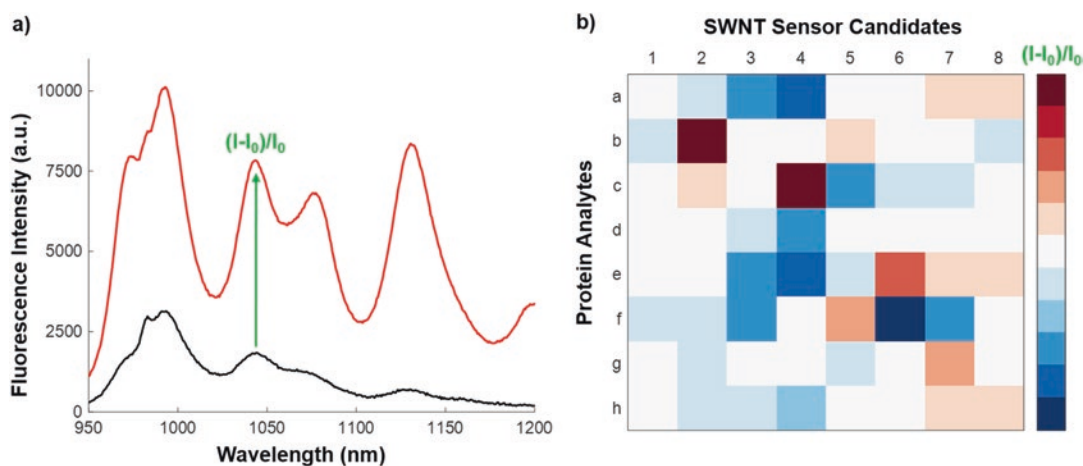 a)
10000
7500
5000
2500
0
Fluorescence Intensity (a.u.)
(I-I₀)/I₀
950
1000
1050
1100
1150
1200
Wavelength (nm)
b)
SWNT Sensor Candidates
1 2 3 4 5 6 7 8
(I-I₀)/I₀
Protein Analytes
a
b
c
d
e
f
g
h